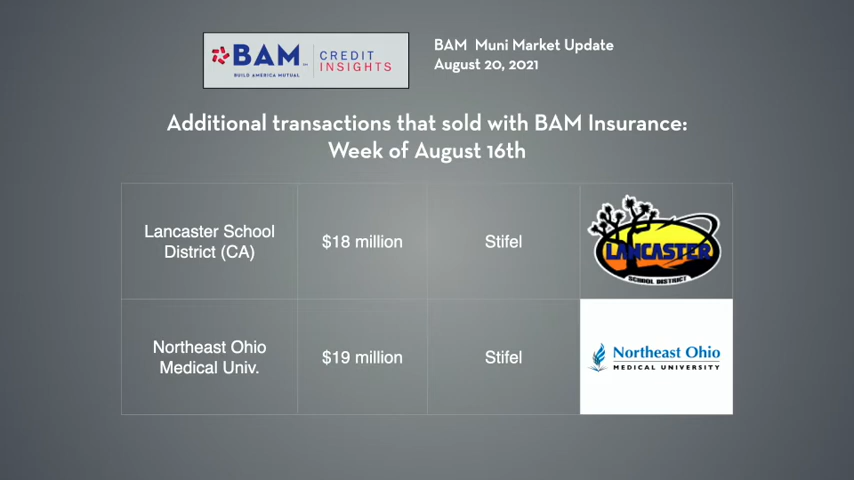 BAM
BUILD AMERICA MUTUAL
CREDIT
INSIGHTS
BAM Muni Market Update
August 20, 2021
Additional transactions that sold with BAM Insurance:
Week of August 16th
Lancaster School
District (CA)
$18 million
Stifel
LANCASTER
SCHOOL DISTRICT
Northeast Ohio
Medical Univ.
$19 million
Stifel
Northeast Ohio
MEDICAL UNIVERSITY